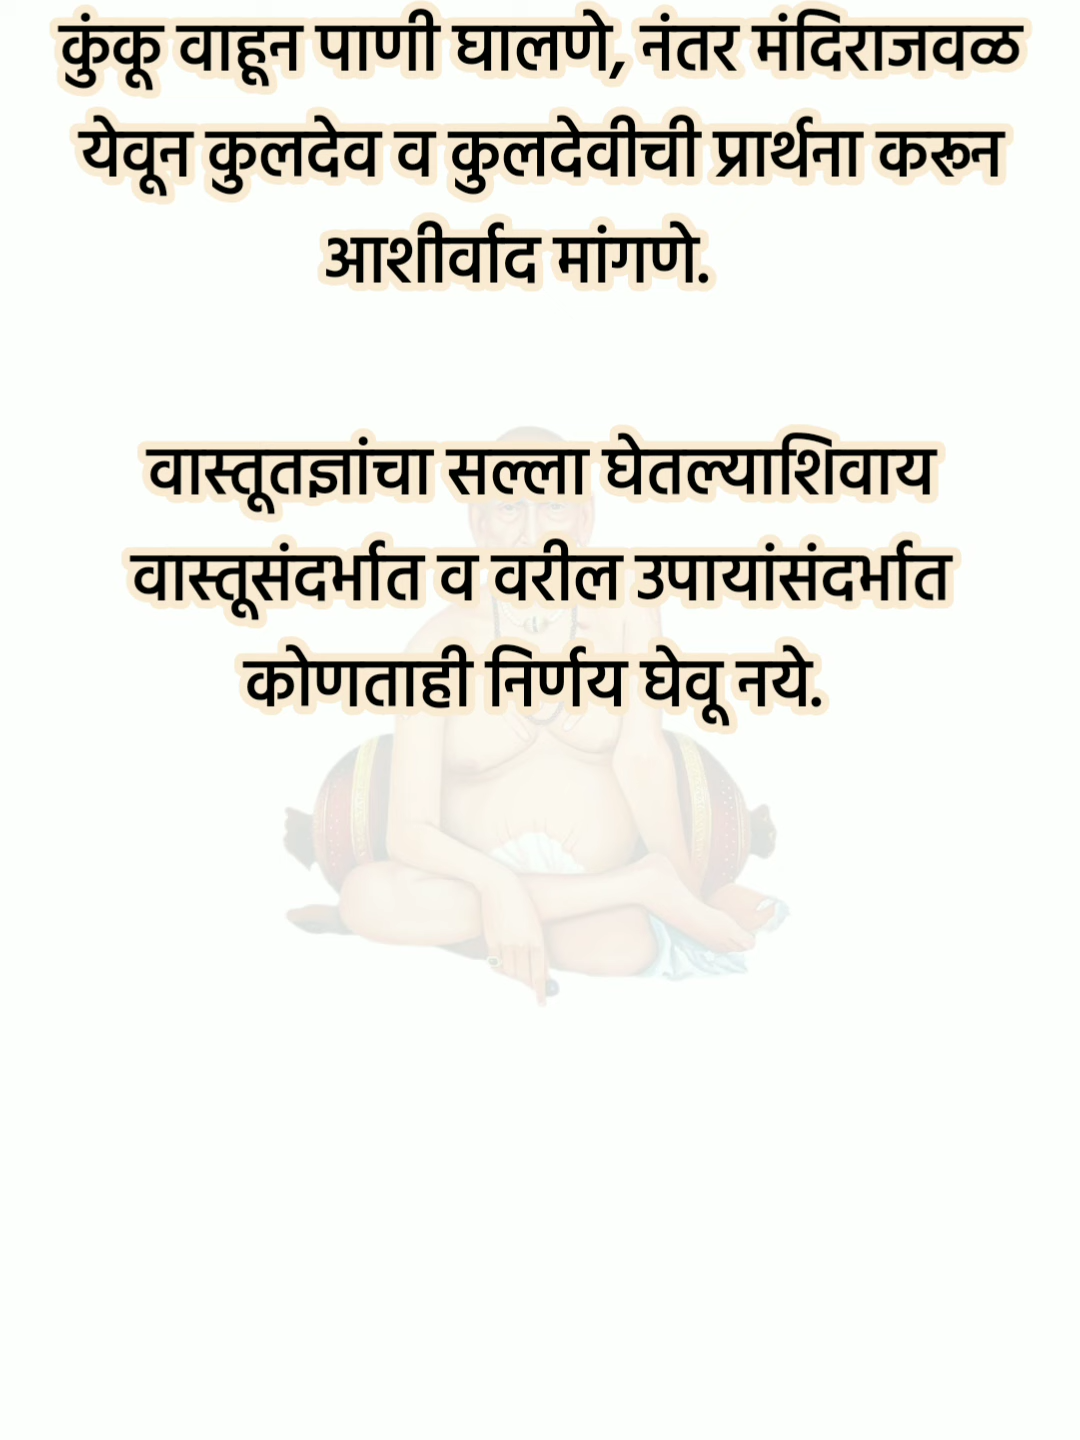 कुंकू वाहून पाणी घालणे, नंतर मंदिराजवळ
येवून कुलदेव व कुलदेवीची प्रार्थना करून
आशीर्वाद मांगणे.
वास्तूतज्ञांचा सल्ला घेतल्याशिवाय
वास्तूसंदर्भात व वरील उपायांसंदर्भात
कोणताही निर्णय घेवू नये.